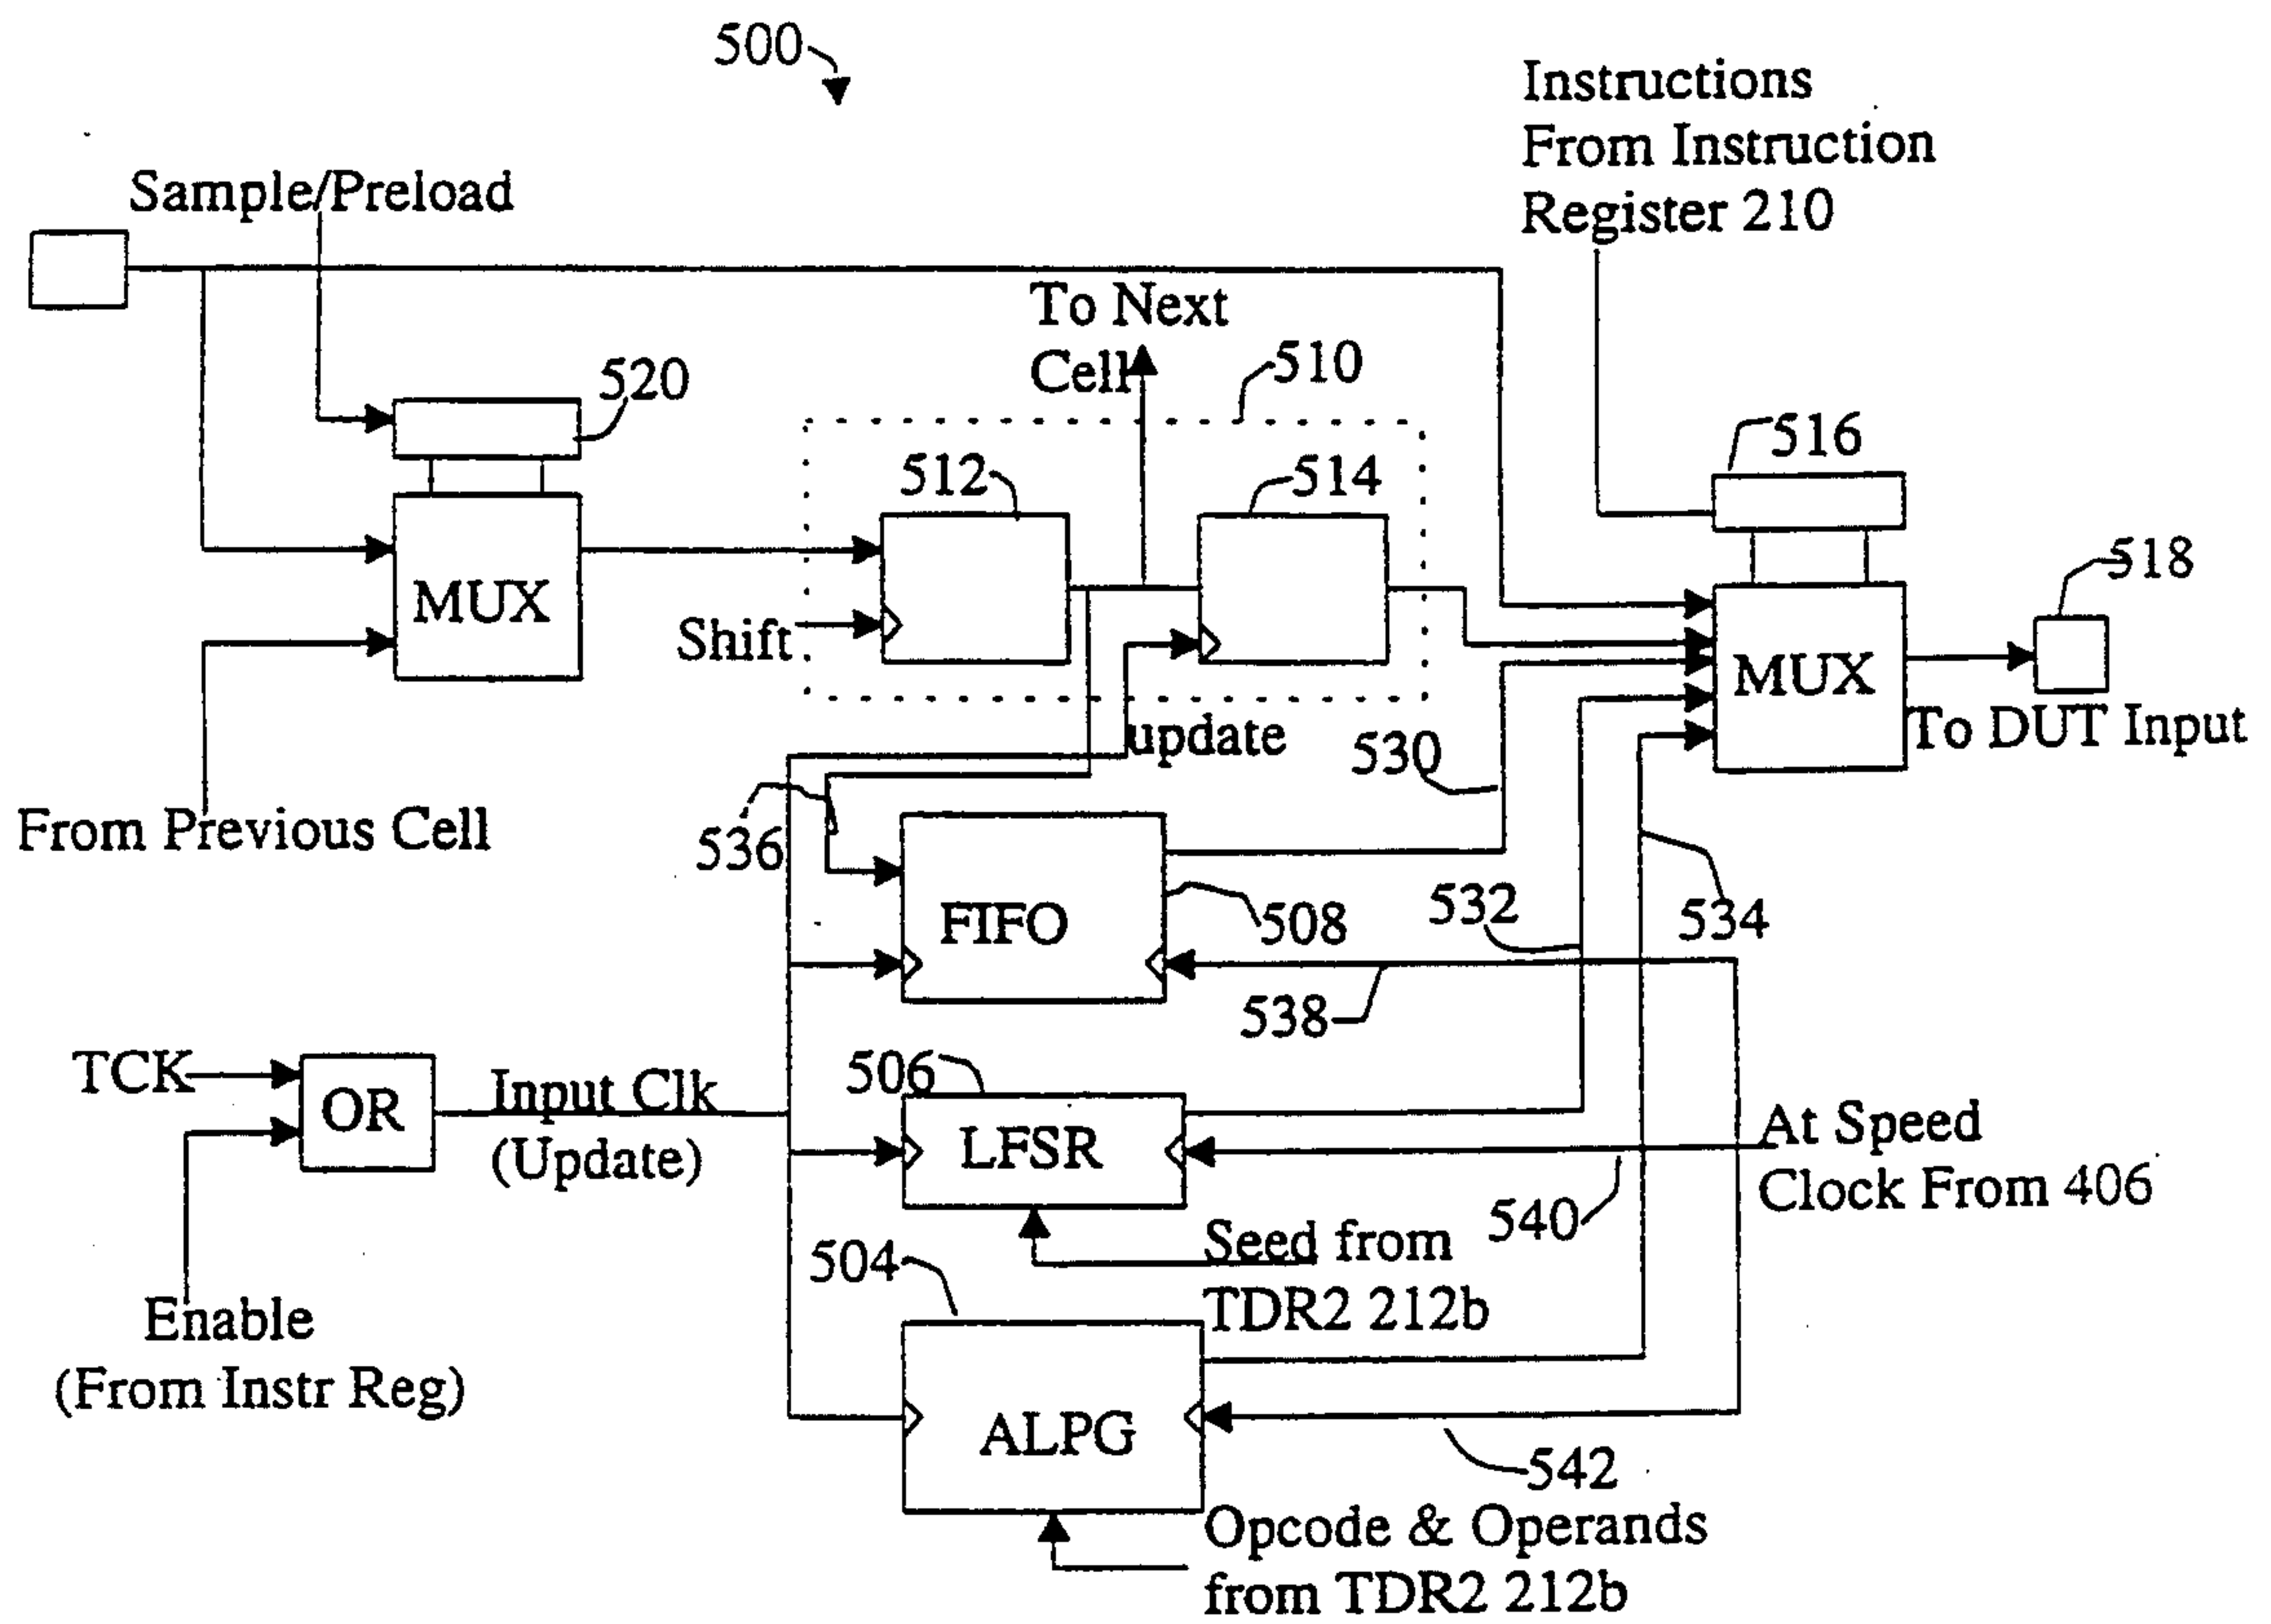 500
Instructions
From Instruction
Register 210
Sample/Preload
To Next
Cell
510
520
516
512
514
518
MUX
Shift
MUX
To DUT Input
update
530
From Previous Cell
536
FIFO
508
532
534
538
TCK
OR
Input Clk
(Update)
506
LFSR
At Speed
Clock From 406
540
Seed from
TDR2 212b
504
Enable
(From Instr Reg)
ALPG
542
Opcode & Operands
from TDR2 212b